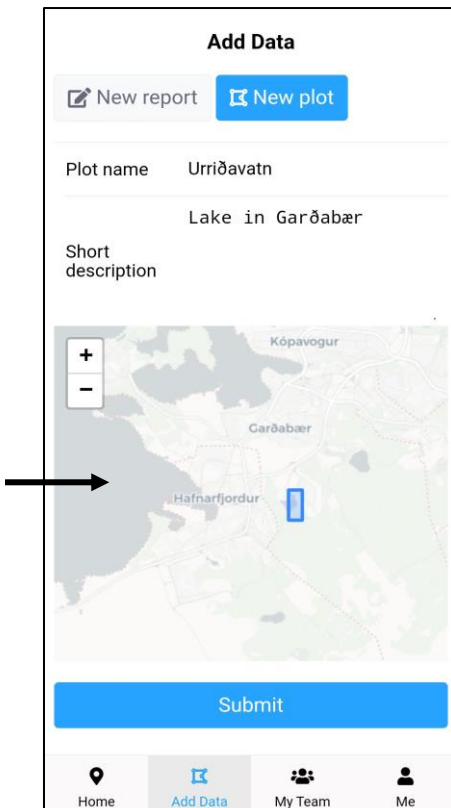 Add Data
New report
New plot
Plot name Urriðavatn
Lake in Garðabær
Short
description
+
Kópavogur
−
Garðabær
Hafnarfjordur
Submit
Home Add Data My Team Me